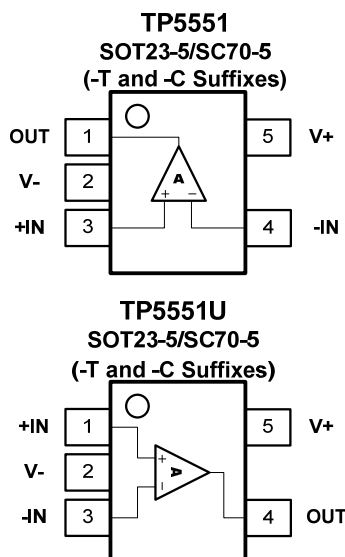 TP5551
SOT23-5/SC70-5
(-T and -C Suffixes)
OUT 1 5 V+
V- 2 A
+ −
+IN 3 4 -IN
TP5551U
SOT23-5/SC70-5
(-T and -C Suffixes)
+IN 1 5 V+
+
V- 2 A
−
-IN 3 4 OUT